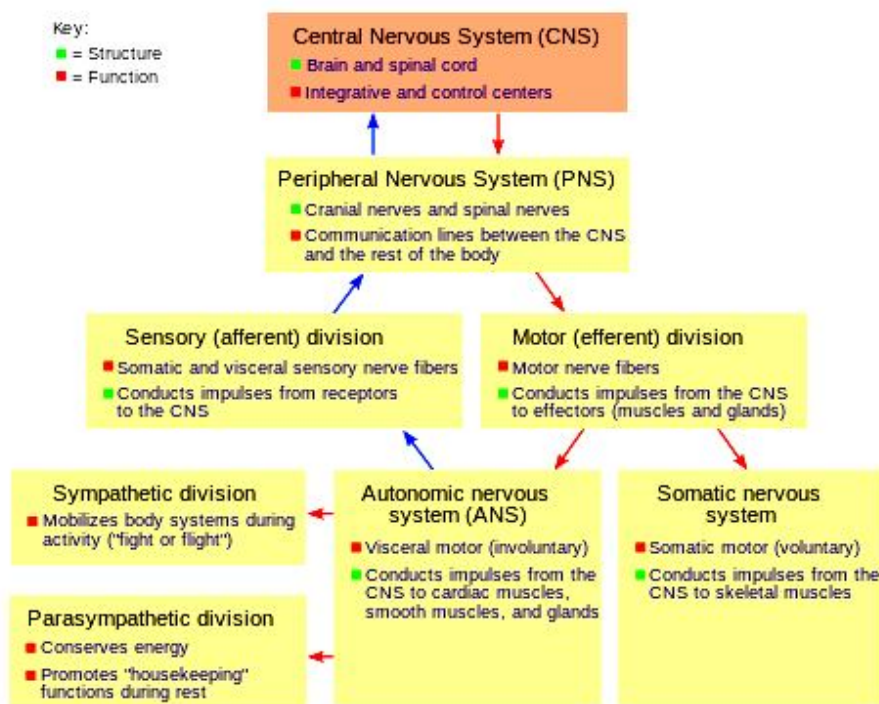 Key:
= Structure
= Function
Central Nervous System (CNS)
Brain and spinal cord
Integrative and control centers
Peripheral Nervous System (PNS)
Cranial nerves and spinal nerves
Communication lines between the CNS
and the rest of the body
Sensory (afferent) division
Somatic and visceral sensory nerve fibers
Conducts impulses from receptors
to the CNS
Motor (efferent) division
Motor nerve fibers
Conducts impulses from the CNS
to effectors (muscles and glands)
Sympathetic division
Mobilizes body systems during
activity ("fight or flight")
Autonomic nervous
system (ANS)
Visceral motor (involuntary)
Conducts impulses from the
CNS to cardiac muscles,
smooth muscles, and glands
Somatic nervous
system
Somatic motor (voluntary)
Conducts impulses from the
CNS to skeletal muscles
Parasympathetic division
Conserves energy
Promotes "housekeeping"
functions during rest